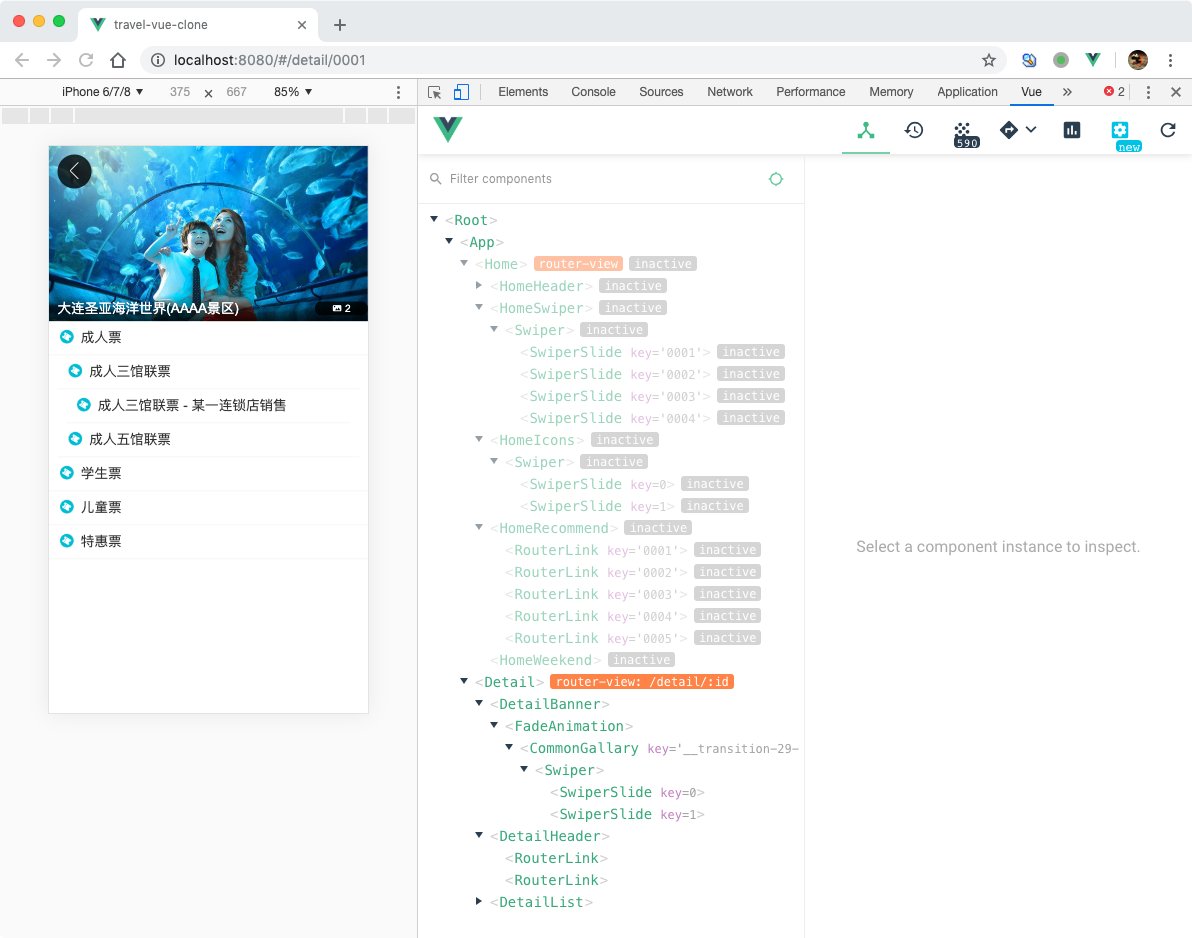 travel-vue-clone
localhost:8080/#/detail/0001
iPhone 6/7/8 ▼ 375 × 667 85% ▼
Elements Console Sources Network Performance Memory Application Vue » 2
590
new
Filter components
大连圣亚海洋世界(AAAA景区)
2
成人票
成人三馆联票
成人三馆联票 - 某一连锁店销售
成人五馆联票
学生票
儿童票
特惠票
<Root>
<App>
<Home> router-view inactive
<HomeHeader> inactive
<HomeSwiper> inactive
<Swiper> inactive
<SwiperSlide key='0001'> inactive
<SwiperSlide key='0002'> inactive
<SwiperSlide key='0003'> inactive
<SwiperSlide key='0004'> inactive
<HomeIcons> inactive
<Swiper> inactive
<SwiperSlide key=0> inactive
<SwiperSlide key=1> inactive
<HomeRecommend> inactive
<RouterLink key='0001'> inactive
<RouterLink key='0002'> inactive
<RouterLink key='0003'> inactive
<RouterLink key='0004'> inactive
<RouterLink key='0005'> inactive
<HomeWeekend> inactive
<Detail> router-view: /detail/:id
<DetailBanner>
<FadeAnimation>
<CommonGallary key='__transition-29-
<Swiper>
<SwiperSlide key=0>
<SwiperSlide key=1>
<DetailHeader>
<RouterLink>
<RouterLink>
<DetailList>
Select a component instance to inspect.